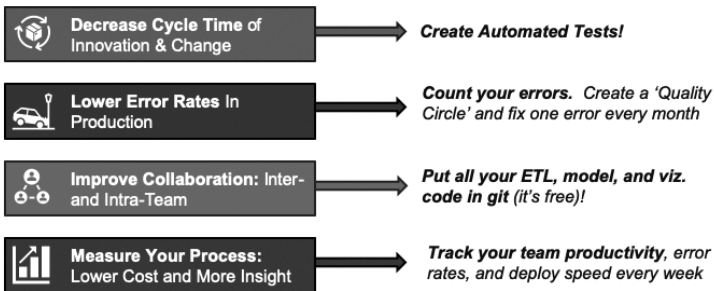 Decrease Cycle Time of
Innovation & Change
Create Automated Tests!
Lower Error Rates In
Production
Count your errors. Create a ‘Quality
Circle’ and fix one error every month
Improve Collaboration: Inter-
and Intra-Team
Put all your ETL, model, and viz.
code in git (it’s free)!
Measure Your Process:
Lower Cost and More Insight
Track your team productivity, error
rates, and deploy speed every week